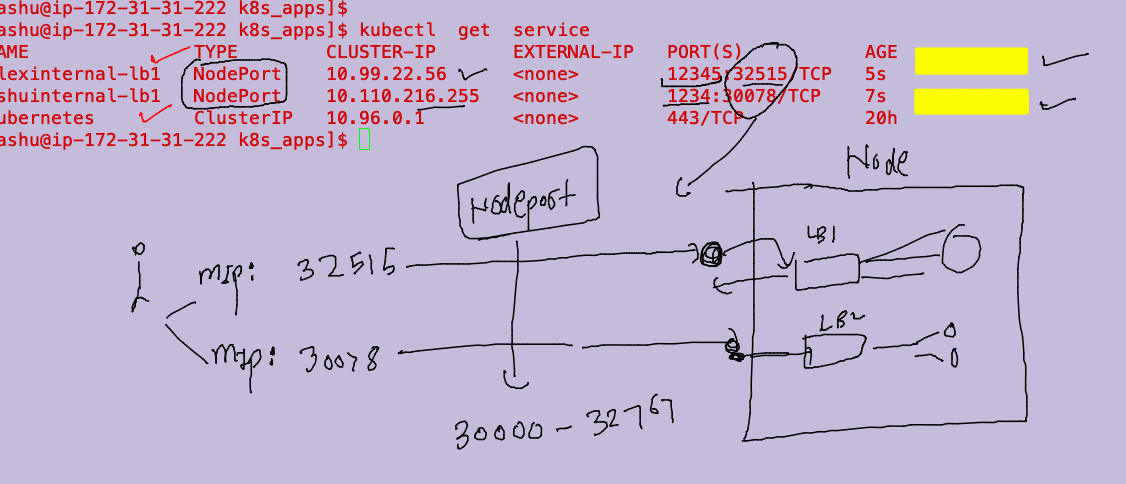 ashu@ip-172-31-31-222 k8s_apps]$
ashu@ip-172-31-31-222 k8s_apps]$ kubectl get service
AME TYPE CLUSTER-IP EXTERNAL-IP PORT(S) AGE
lexinternal-lb1 NodePort 10.99.22.56 <none> 12345:32515/TCP 5s
shuinternal-lb1 NodePort 10.110.216.255 <none> 1234:30078/TCP 7s
ubernetes ClusterIP 10.96.0.1 <none> 443/TCP 20h
ashu@ip-172-31-31-222 k8s_apps]$
Node
Nodeport
LB1
mip: 32515
LB2
mip: 30078
30000 - 32767